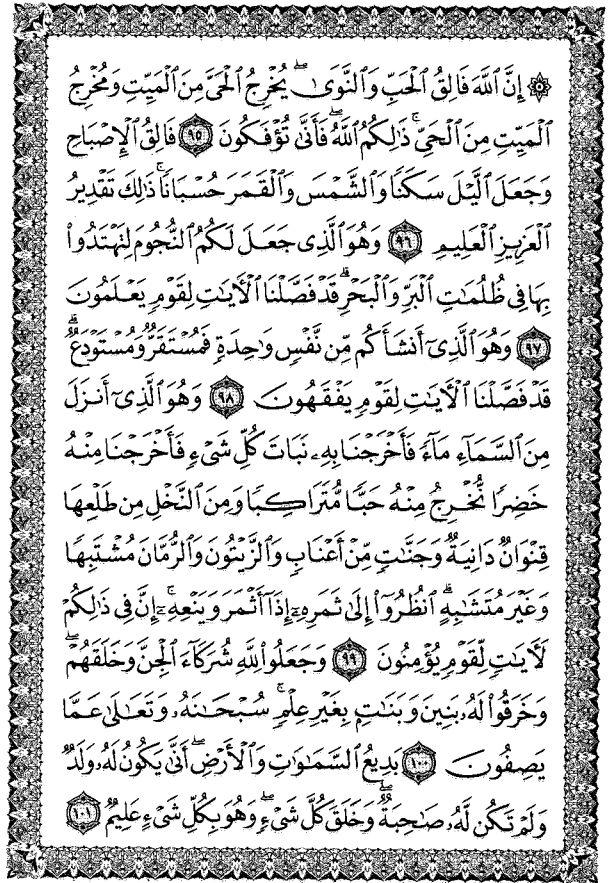 ۞ إِنَّ ٱللَّهَ فَالِقُ ٱلْحَبِّ وَٱلنَّوَىٰۖ يُخْرِجُ ٱلْحَىَّ مِنَ ٱلْمَيِّتِ وَمُخْرِجُ
ٱلْمَيِّتِ مِنَ ٱلْحَىِّۚ ذَٰلِكُمُ ٱللَّهُۖ فَأَنَّىٰ تُؤْفَكُونَ ٩٥ فَالِقُ ٱلْإِصْبَاحِ
وَجَعَلَ ٱلَّيْلَ سَكَنًا وَٱلشَّمْسَ وَٱلْقَمَرَ حُسْبَانًاۚ ذَٰلِكَ تَقْدِيرُ
ٱلْعَزِيزِ ٱلْعَلِيمِ ٩٦ وَهُوَ ٱلَّذِى جَعَلَ لَكُمُ ٱلنُّجُومَ لِتَهْتَدُوا۟
بِهَا فِى ظُلُمَٰتِ ٱلْبَرِّ وَٱلْبَحْرِۗ قَدْ فَصَّلْنَا ٱلْءَايَٰتِ لِقَوْمٍ يَعْلَمُونَ
٩٧ وَهُوَ ٱلَّذِىٓ أَنشَأَكُم مِّن نَّفْسٍ وَٰحِدَةٍ فَمُسْتَقَرٌّ وَمُسْتَوْدَعٌۗ
قَدْ فَصَّلْنَا ٱلْءَايَٰتِ لِقَوْمٍ يَفْقَهُونَ ٩٨ وَهُوَ ٱلَّذِىٓ أَنزَلَ
مِنَ ٱلسَّمَآءِ مَآءً فَأَخْرَجْنَا بِهِۦ نَبَاتَ كُلِّ شَىْءٍ فَأَخْرَجْنَا مِنْهُ
خَضِرًا نُّخْرِجُ مِنْهُ حَبًّا مُّتَرَاكِبًا وَمِنَ ٱلنَّخْلِ مِن طَلْعِهَا
قِنْوَانٌ دَانِيَةٌ وَجَنَّٰتٍ مِّنْ أَعْنَابٍ وَٱلزَّيْتُونَ وَٱلرُّمَّانَ مُشْتَبِهًا
وَغَيْرَ مُتَشَٰبِهٍۗ ٱنظُرُوٓا۟ إِلَىٰ ثَمَرِهِۦٓ إِذَآ أَثْمَرَ وَيَنْعِهِۦٓۚ إِنَّ فِى ذَٰلِكُمْ
لَءَايَٰتٍ لِّقَوْمٍ يُؤْمِنُونَ ٩٩ وَجَعَلُوا۟ لِلَّهِ شُرَكَآءَ ٱلْجِنَّ وَخَلَقَهُمْۖ
وَخَرَقُوا۟ لَهُۥ بَنِينَ وَبَنَٰتٍۭ بِغَيْرِ عِلْمٍۚ سُبْحَٰنَهُۥ وَتَعَٰلَىٰ عَمَّا
يَصِفُونَ ١٠٠ بَدِيعُ ٱلسَّمَٰوَٰتِ وَٱلْأَرْضِۖ أَنَّىٰ يَكُونُ لَهُۥ وَلَدٌ
وَلَمْ تَكُن لَّهُۥ صَٰحِبَةٌۖ وَخَلَقَ كُلَّ شَىْءٍۖ وَهُوَ بِكُلِّ شَىْءٍ عَلِيمٌ ١٠١